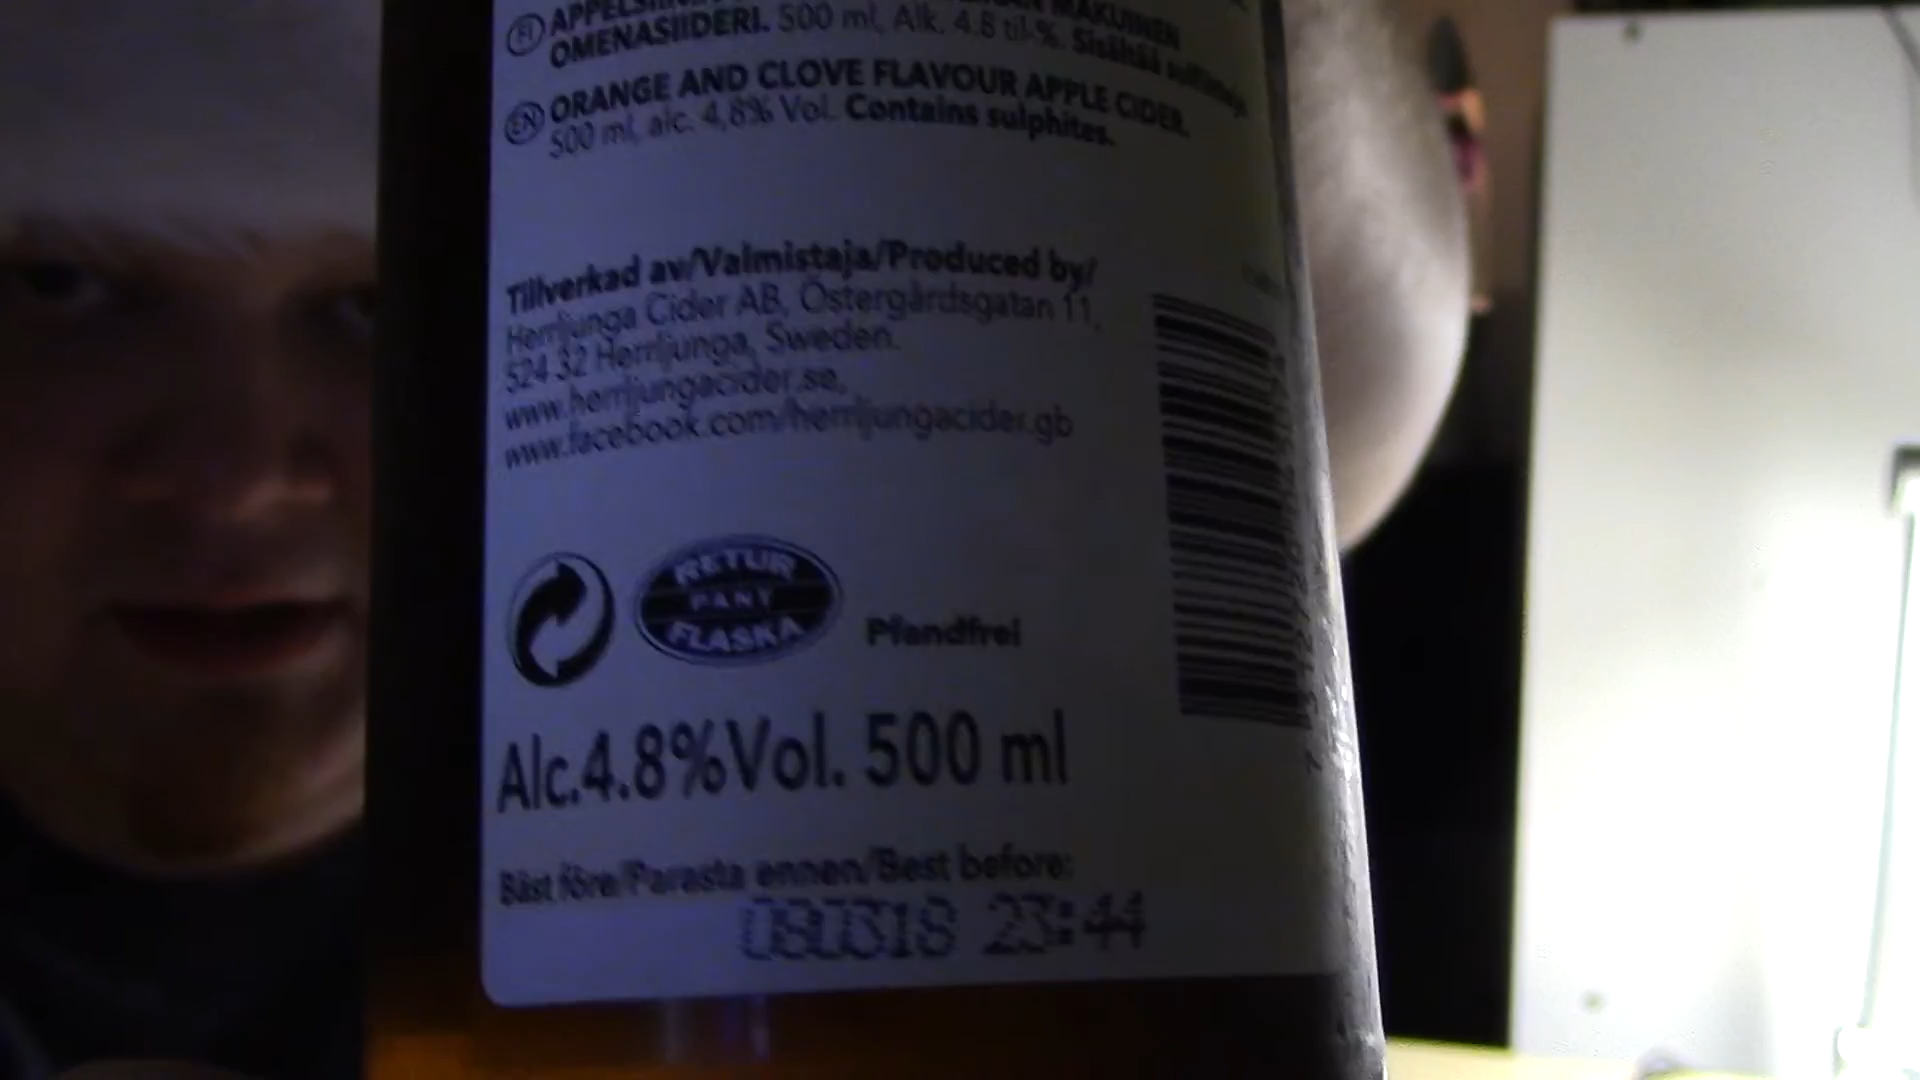 FI
OMENASIIDERI. 500 ml, Alk. 4.8 til-%. Sisältää
EN ORANGE AND CLOVE FLAVOUR APPLE CIDER.
500 ml, alc. 4,8% Vol. Contains sulphites.
Tillverkad av/Valmistaja/Produced by/
Herrljunga Cider AB, Östergårdsgatan 11,
524 32 Herrljunga, Sweden.
www.herrljungacider.se,
www.facebook.com/herrljungacider.gb
RETUR
PANT
FLASKA
Pfandfrei
Alc.4.8%Vol. 500 ml
Bäst före/Parasta ennen/Best before:
080318 23:44